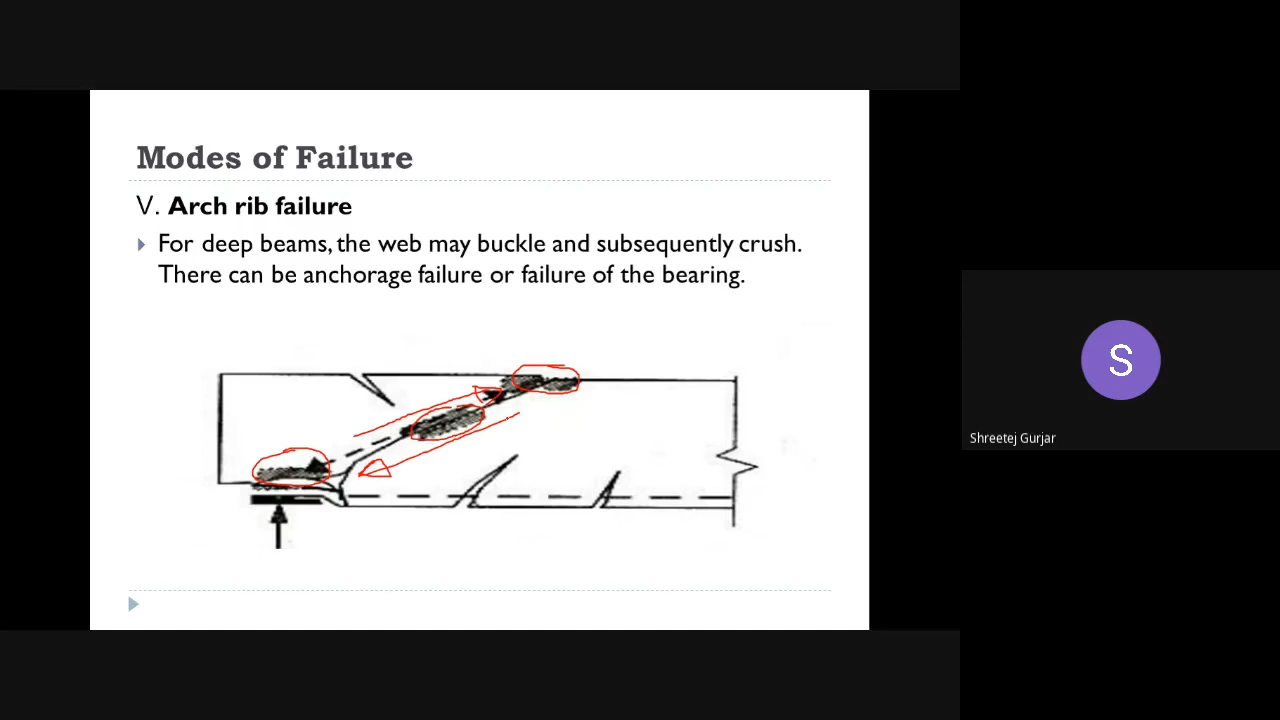 Modes of Failure
V. Arch rib failure
For deep beams, the web may buckle and subsequently crush.
There can be anchorage failure or failure of the bearing.
S
Shreetej Gurjar